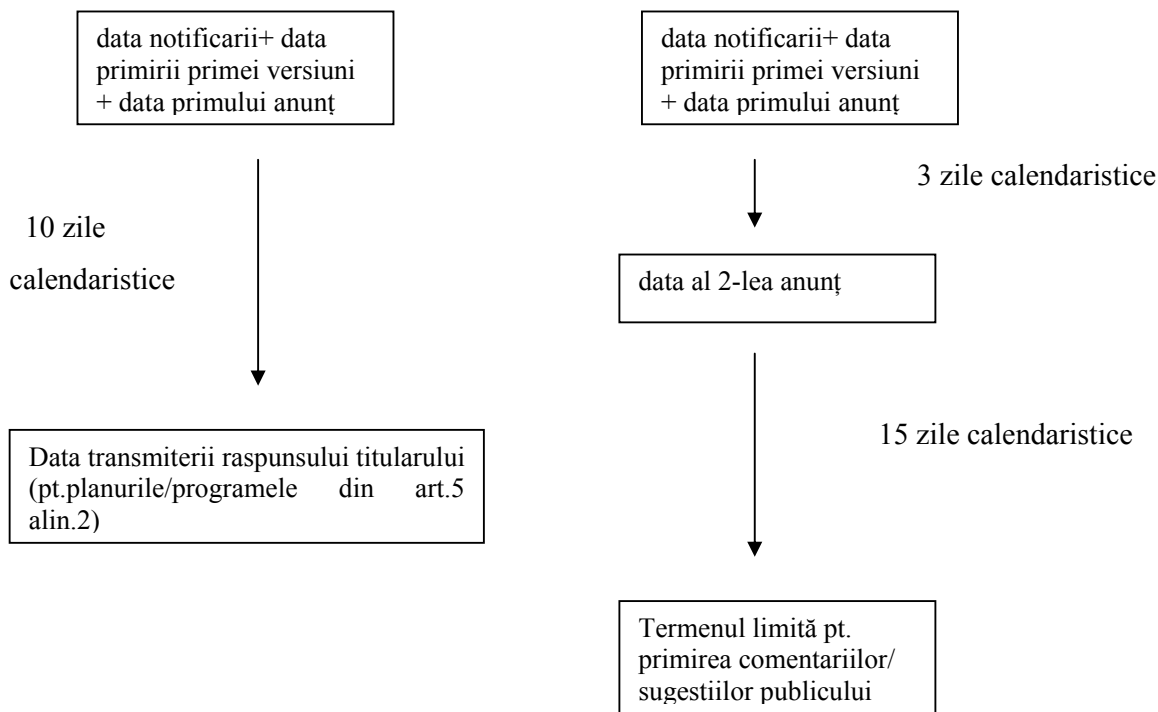 data notificarii+ data
primirii primei versiuni
+ data primului anunț
10 zile
calendaristice
Data transmiterii raspunsului titularului
(pt.planurile/programele din art.5
alin.2)
data notificarii+ data
primirii primei versiuni
+ data primului anunț
3 zile calendaristice
data al 2-lea anunț
15 zile calendaristice
Termenul limită pt.
primirea comentariilor/
sugestiilor publicului